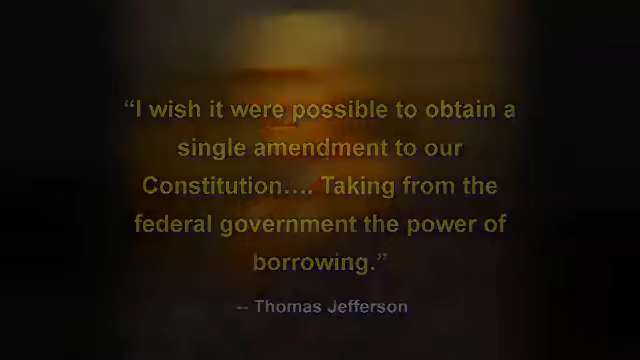 “I wish it were possible to obtain a
single amendment to our
Constitution…. Taking from the
federal government the power of
borrowing.”
-- Thomas Jefferson